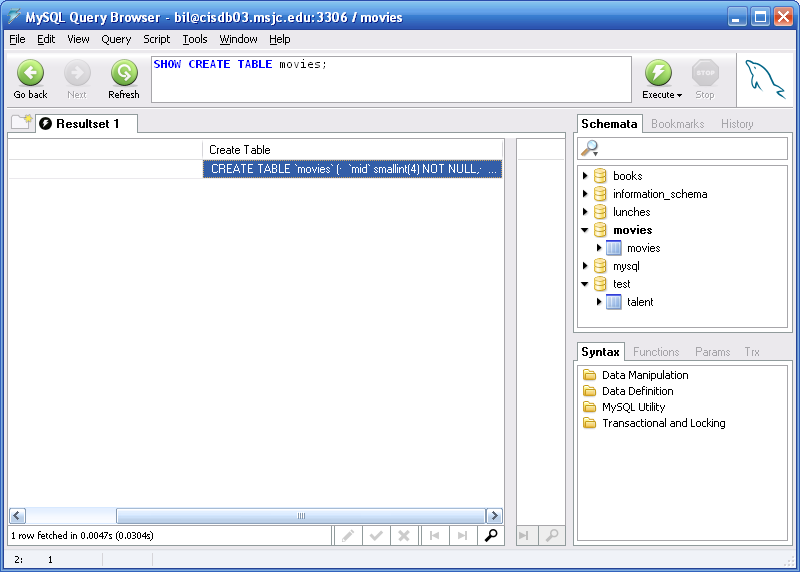 MySQL Query Browser - bil@cisdb03.msjc.edu:3306 / movies
File Edit View Query Script Tools Window Help
Go back Next Refresh
SHOW CREATE TABLE movies;
Execute STOP Stop
Resultset 1
Create Table
CREATE TABLE `movies` (· `mid` smallint(4) NOT NULL,· ...
1 row fetched in 0.0047s (0.0304s)
2: 1
Schemata Bookmarks History
books
information_schema
lunches
movies
movies
mysql
test
talent
Syntax Functions Params Trx
Data Manipulation
Data Definition
MySQL Utility
Transactional and Locking